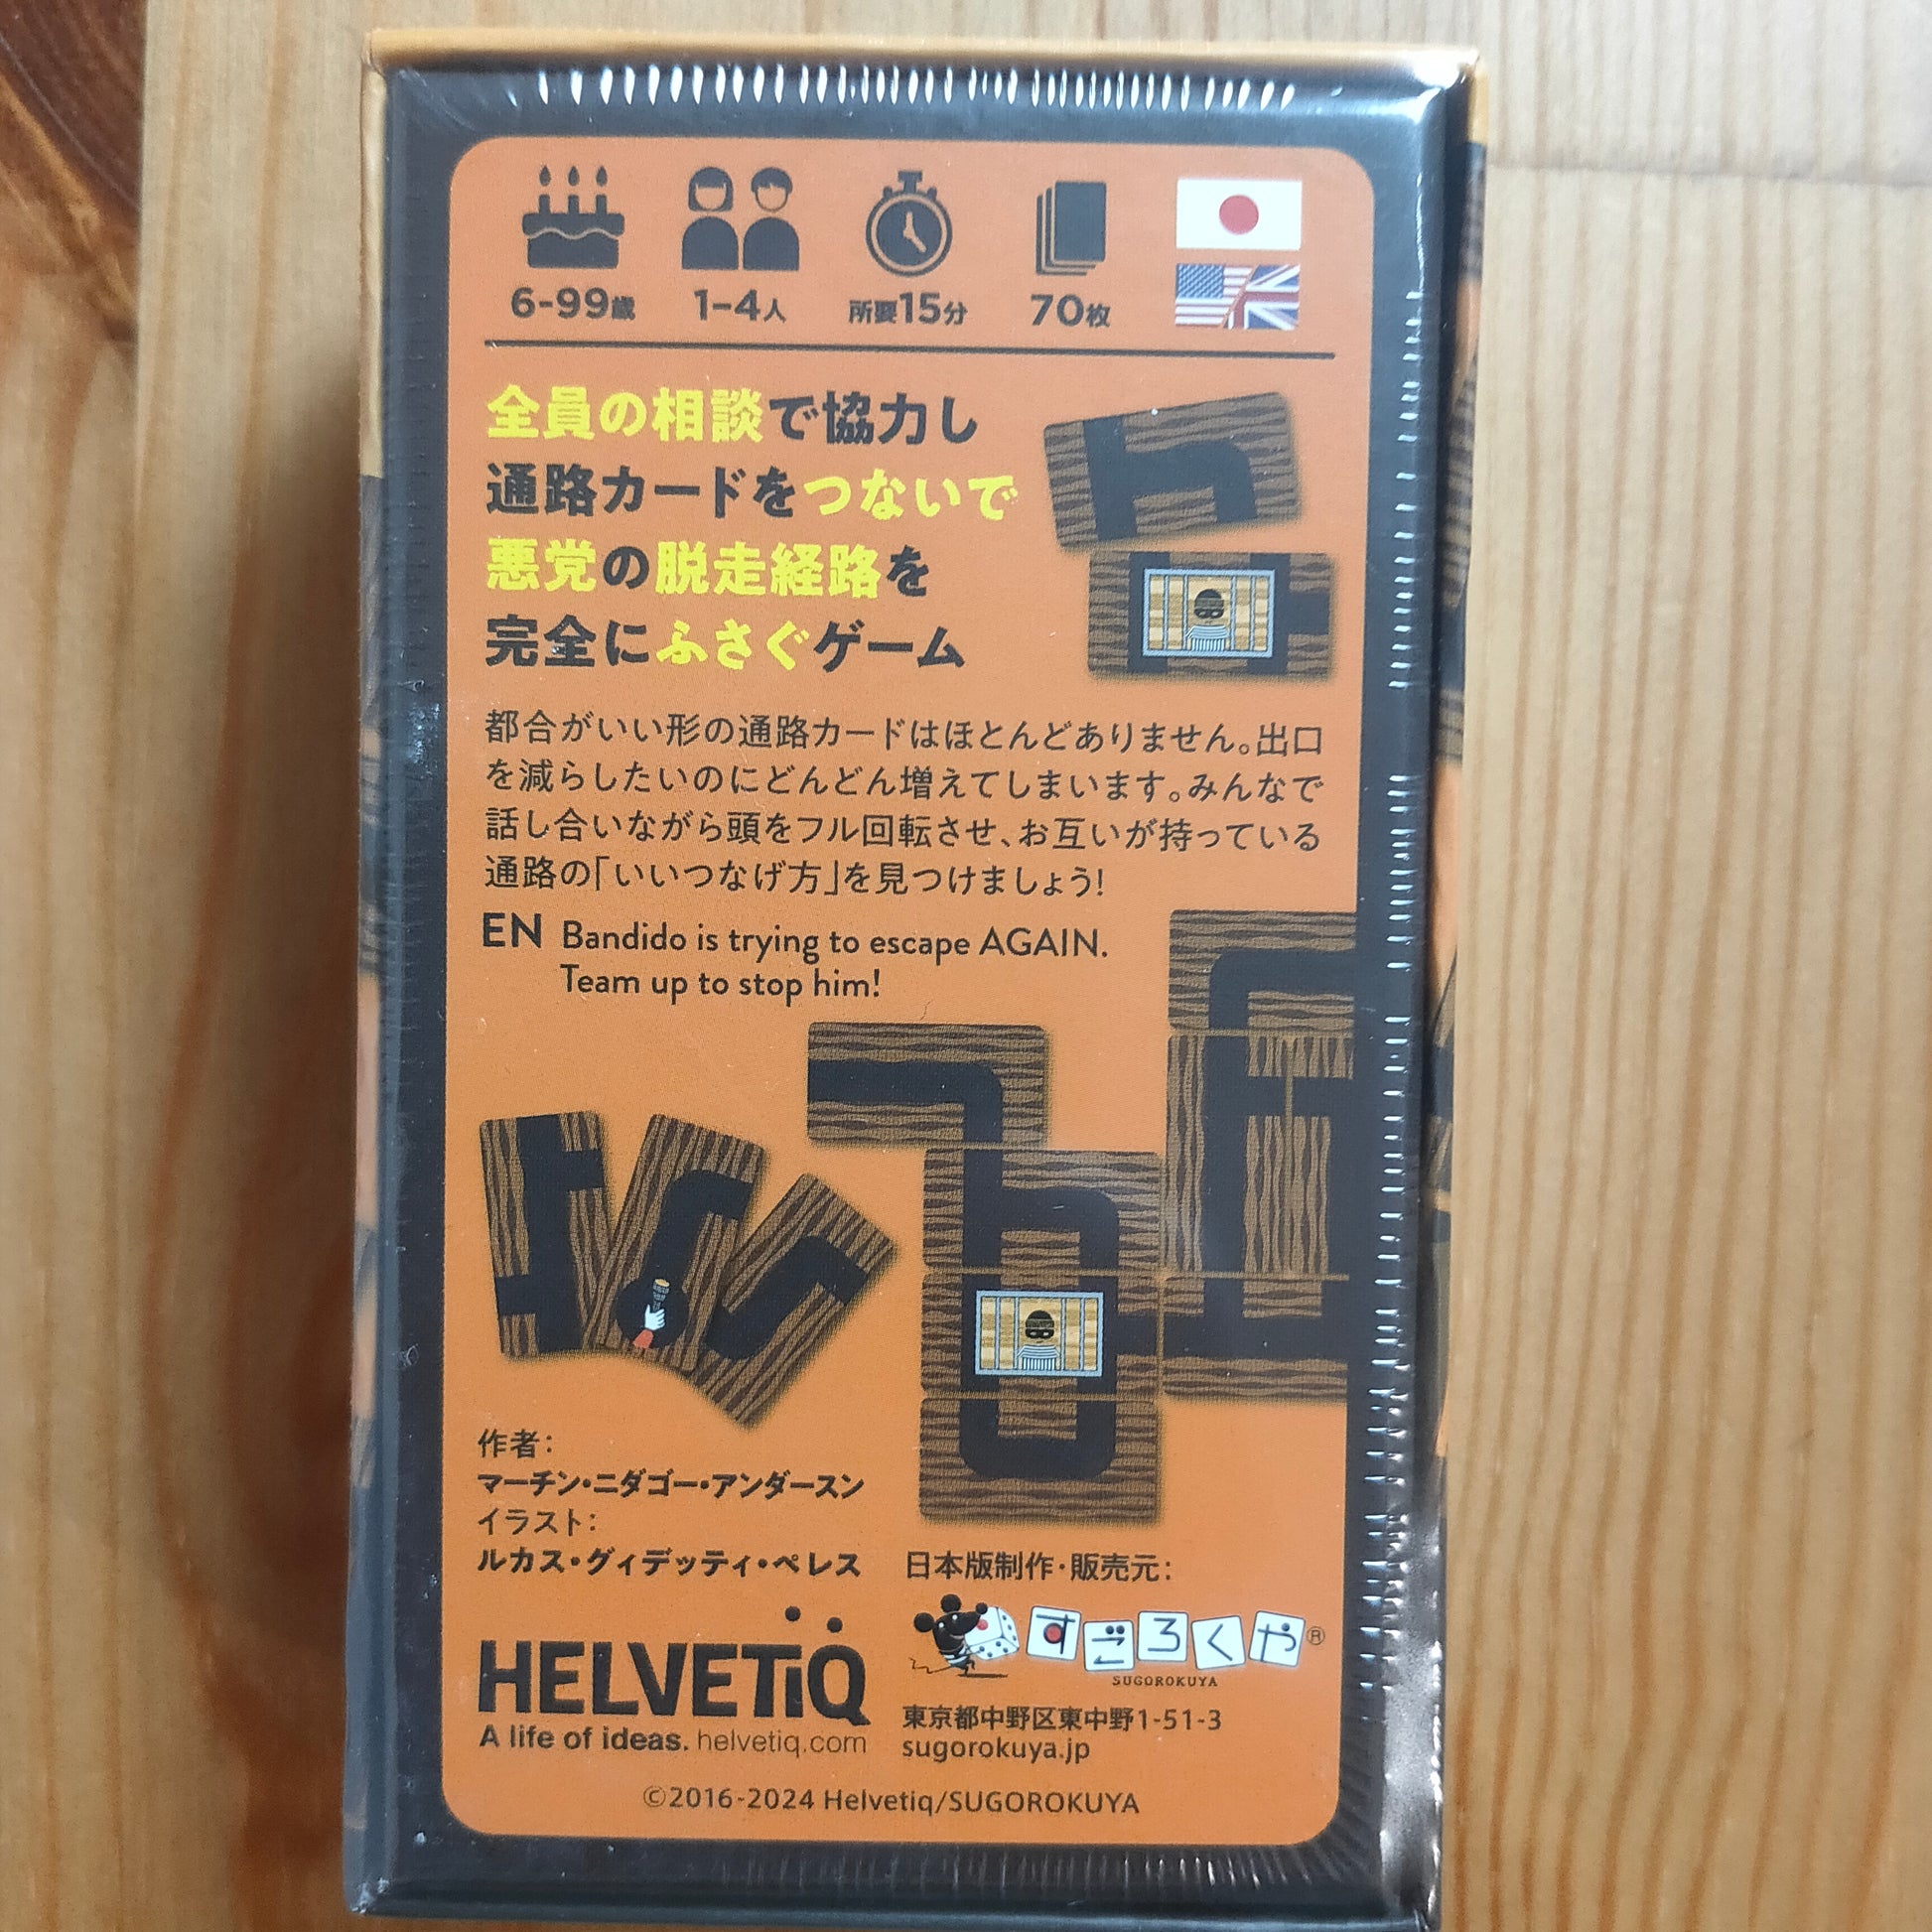 6-99歳 1-4人 所要15分 70枚
全員の相談で協力し
通路カードをつないで
悪党の脱走経路を
完全にふさぐゲーム
都合がいい形の通路カードはほとんどありません。出口
を減らしたいのにどんどん増えてしまいます。みんなで
話し合いながら頭をフル回転させ、お互いが持っている
通路の「いいつなげ方」を見つけましょう!
EN Bandido is trying to escape AGAIN.
Team up to stop him!
作者:
マーチン・ニダゴー・アンダースン
イラスト:
ルカス・グィデッティ・ペレス
HELVETiQ
A life of ideas. helvetiq.com
日本版制作・販売元:
すごろくや®
SUGOROKUYA
東京都中野区東中野1-51-3
sugorokuya.jp
©2016-2024 Helvetiq/SUGOROKUYA